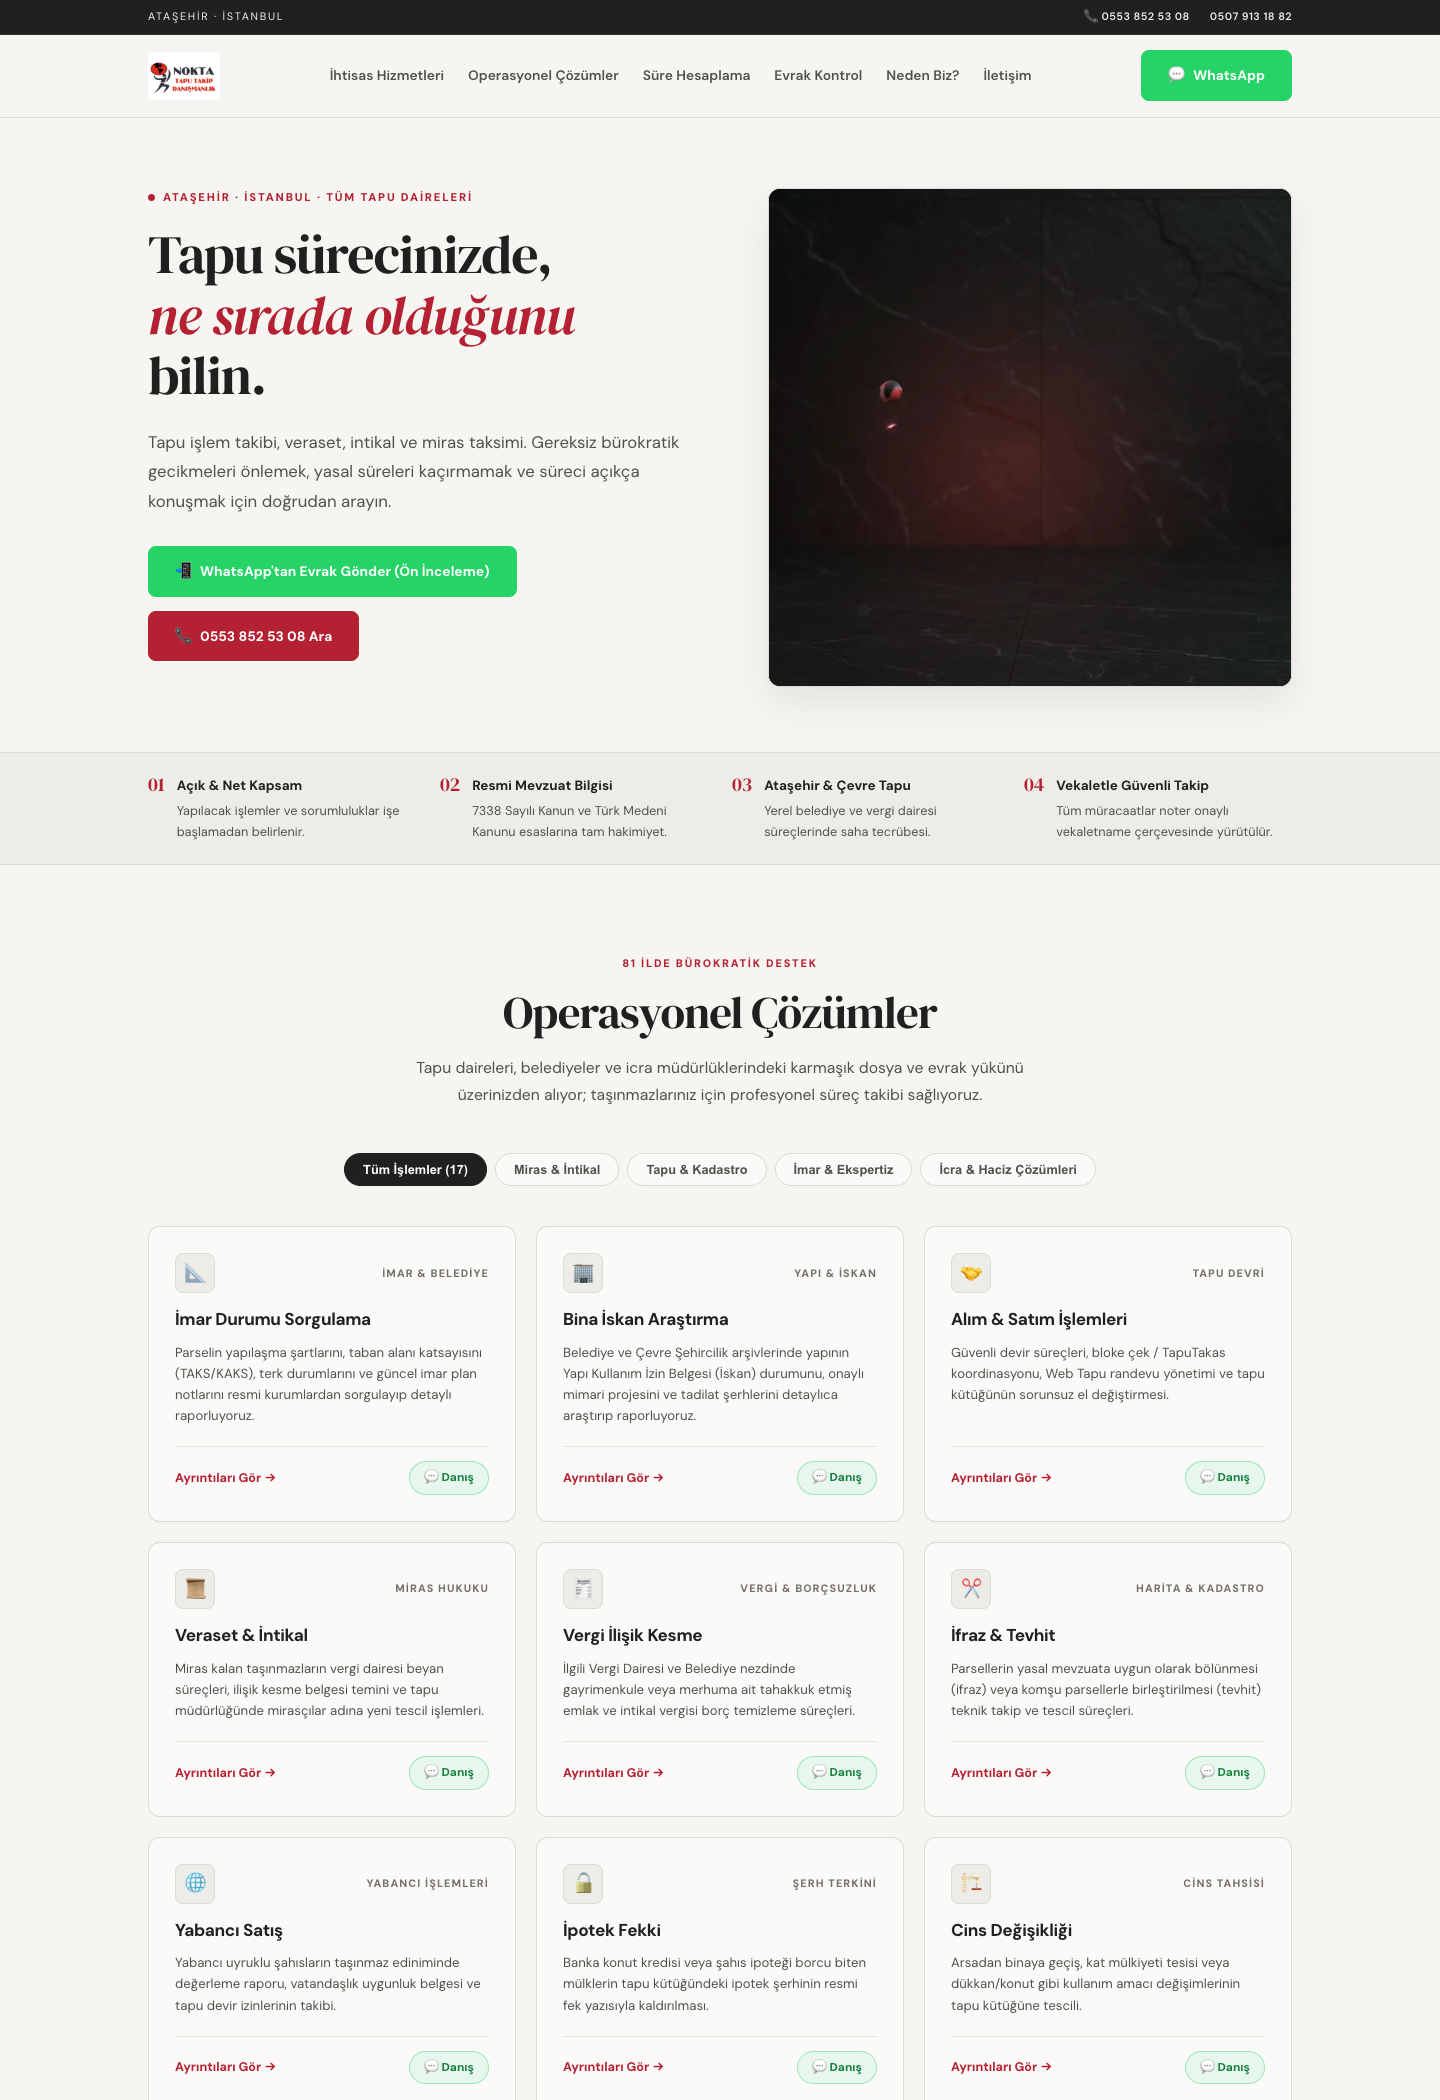 ATAŞEHİR · İSTANBUL
0553 852 53 08 0507 913 18 82
NOKTA
TAPU TAKİP
DANIŞMANLIK
İhtisas Hizmetleri Operasyonel Çözümler Süre Hesaplama Evrak Kontrol Neden Biz? İletişim
WhatsApp
ATAŞEHİR · İSTANBUL · TÜM TAPU DAİRELERİ
Tapu sürecinizde,
ne sırada olduğunu
bilin.
Tapu işlem takibi, veraset, intikal ve miras taksimi. Gereksiz bürokratik
gecikmeleri önlemek, yasal süreleri kaçırmamak ve süreci açıkça
konuşmak için doğrudan arayın.
WhatsApp'tan Evrak Gönder (Ön İnceleme)
0553 852 53 08 Ara
01 Açık & Net Kapsam
Yapılacak işlemler ve sorumluluklar işe
başlamadan belirlenir.
02 Resmi Mevzuat Bilgisi
7338 Sayılı Kanun ve Türk Medeni
Kanunu esaslarına tam hakimiyet.
03 Ataşehir & Çevre Tapu
Yerel belediye ve vergi dairesi
süreçlerinde saha tecrübesi.
04 Vekaletle Güvenli Takip
Tüm müracaatlar noter onaylı
vekaletname çerçevesinde yürütülür.
81 İLDE BÜROKRATİK DESTEK
Operasyonel Çözümler
Tapu daireleri, belediyeler ve icra müdürlüklerindeki karmaşık dosya ve evrak yükünü
üzerinizden alıyor; taşınmazlarınız için profesyonel süreç takibi sağlıyoruz.
Tüm İşlemler (17) Miras & İntikal Tapu & Kadastro İmar & Ekspertiz İcra & Haciz Çözümleri
İMAR & BELEDİYE
İmar Durumu Sorgulama
Parselin yapılaşma şartlarını, taban alanı katsayısını
(TAKS/KAKS), terk durumlarını ve güncel imar plan
notlarını resmi kurumlardan sorgulayıp detaylı
raporluyoruz.
Ayrıntıları Gör → Danış
YAPI & İSKAN
Bina İskan Araştırma
Belediye ve Çevre Şehircilik arşivlerinde yapının
Yapı Kullanım İzin Belgesi (İskan) durumunu, onaylı
mimari projesini ve tadilat şerhlerini detaylıca
araştırıp raporluyoruz.
Ayrıntıları Gör → Danış
TAPU DEVRİ
Alım & Satım İşlemleri
Güvenli devir süreçleri, bloke çek / TapuTakas
koordinasyonu, Web Tapu randevu yönetimi ve tapu
kütüğünün sorunsuz el değiştirmesi.
Ayrıntıları Gör → Danış
MİRAS HUKUKU
Veraset & İntikal
Miras kalan taşınmazların vergi dairesi beyan
süreçleri, ilişik kesme belgesi temini ve tapu
müdürlüğünde mirasçılar adına yeni tescil işlemleri.
Ayrıntıları Gör → Danış
VERGİ & BORÇSUZLUK
Vergi İlişik Kesme
İlgili Vergi Dairesi ve Belediye nezdinde
gayrimenkule veya merhuma ait tahakkuk etmiş
emlak ve intikal vergisi borç temizleme süreçleri.
Ayrıntıları Gör → Danış
HARİTA & KADASTRO
İfraz & Tevhit
Parsellerin yasal mevzuata uygun olarak bölünmesi
(ifraz) veya komşu parsellerle birleştirilmesi (tevhit)
teknik takip ve tescil süreçleri.
Ayrıntıları Gör → Danış
YABANCI İŞLEMLERİ
Yabancı Satış
Yabancı uyruklu şahısların taşınmaz ediniminde
değerleme raporu, vatandaşlık uygunluk belgesi ve
tapu devir izinlerinin takibi.
Ayrıntıları Gör → Danış
ŞERH TERKİNİ
İpotek Fekki
Banka konut kredisi veya şahıs ipoteği borcu biten
mülklerin tapu kütüğündeki ipotek şerhinin resmi
fek yazısıyla kaldırılması.
Ayrıntıları Gör → Danış
CİNS TAHSİSİ
Cins Değişikliği
Arsadan binaya geçiş, kat mülkiyeti tesisi veya
dükkan/konut gibi kullanım amacı değişimlerinin
tapu kütüğüne tescili.
Ayrıntıları Gör → Danış